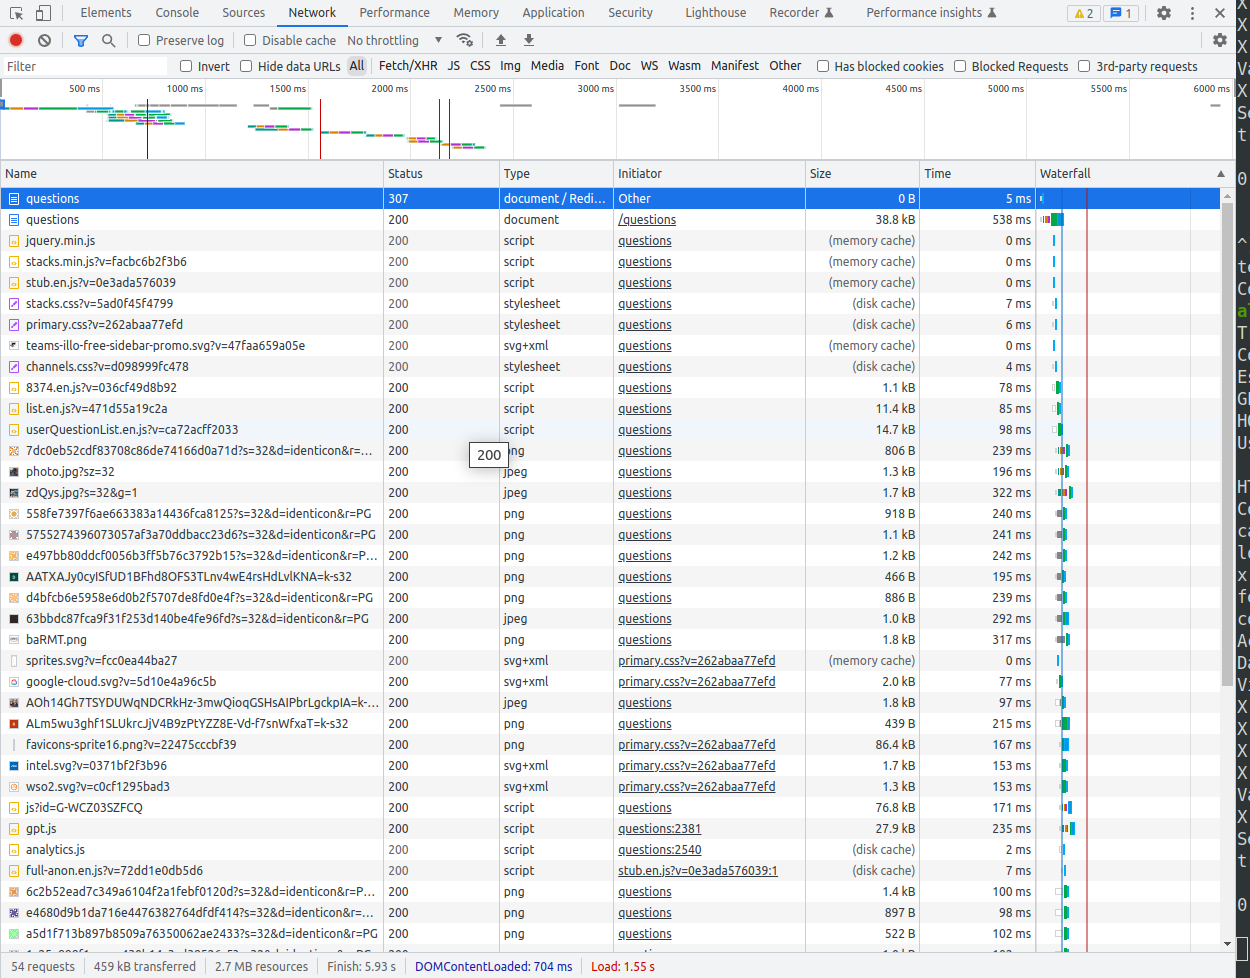 Elements Console Sources Network Performance Memory Application Security Lighthouse Recorder Performance insights 2 1
Preserve log Disable cache No throttling
Filter Invert Hide data URLs All Fetch/XHR JS CSS Img Media Font Doc WS Wasm Manifest Other Has blocked cookies Blocked Requests 3rd-party requests
500 ms 1000 ms 1500 ms 2000 ms 2500 ms 3000 ms 3500 ms 4000 ms 4500 ms 5000 ms 5500 ms 6000 ms
Name Status Type Initiator Size Time Waterfall
questions 307 document / Redi... Other 0 B 5 ms
questions 200 document /questions 38.8 kB 538 ms
jquery.min.js 200 script questions (memory cache) 0 ms
stacks.min.js?v=facbc6b2f3b6 200 script questions (memory cache) 0 ms
stub.en.js?v=0e3ada576039 200 script questions (memory cache) 0 ms
stacks.css?v=5ad0f45f4799 200 stylesheet questions (disk cache) 7 ms
primary.css?v=262abaa77efd 200 stylesheet questions (disk cache) 6 ms
teams-illo-free-sidebar-promo.svg?v=47faa659a05e 200 svg+xml questions (memory cache) 0 ms
channels.css?v=d098999fc478 200 stylesheet questions (disk cache) 4 ms
8374.en.js?v=036cf49d8b92 200 script questions 1.1 kB 78 ms
list.en.js?v=471d55a19c2a 200 script questions 11.4 kB 85 ms
userQuestionList.en.js?v=ca72acff2033 200 script questions 14.7 kB 98 ms
7dc0eb52cdf83708c86de74166d0a71d?s=32&d=identicon&r=... 200 png questions 806 B 239 ms
photo.jpg?sz=32 jpeg questions 1.3 kB 196 ms
zdQys.jpg?s=32&g=1 200 jpeg questions 1.7 kB 322 ms
558fe7397f6ae663383a14436fca8125?s=32&d=identicon&r=PG 200 png questions 918 B 240 ms
5755274396073057af3a70ddbacc23d6?s=32&d=identicon&r=PG 200 png questions 1.1 kB 241 ms
e497bb80ddcf0056b3ff5b76c3792b15?s=32&d=identicon&r=P... 200 png questions 1.2 kB 242 ms
AATXAJy0cyISfUD1BFhd8OFS3TLnv4wE4rsHdLvlKNA=k-s32 200 png questions 466 B 195 ms
d4bfcb6e5958e6d0b2f5707de8fd0e4f?s=32&d=identicon&r=PG 200 png questions 886 B 239 ms
63bbdc87fca9f31f253d140be4fe96fd?s=32&d=identicon&r=PG 200 jpeg questions 1.0 kB 292 ms
baRMT.png 200 png questions 1.8 kB 317 ms
sprites.svg?v=fcc0ea44ba27 200 svg+xml primary.css?v=262abaa77efd (memory cache) 0 ms
google-cloud.svg?v=5d10e4a96c5b 200 svg+xml primary.css?v=262abaa77efd 2.0 kB 77 ms
AOh14Gh7TSYDUWqNDCRkHz-3mwQioqGSHsAIPbrLgckpIA=k-... 200 jpeg questions 1.8 kB 97 ms
ALm5wu3ghf1SLUkrcJjV4B9zPtYZZ8E-Vd-f7snWfxaT=k-s32 200 png questions 439 B 215 ms
favicons-sprite16.png?v=22475cccbf39 200 png primary.css?v=262abaa77efd 86.4 kB 167 ms
intel.svg?v=0371bf2f3b96 200 svg+xml primary.css?v=262abaa77efd 1.7 kB 153 ms
wso2.svg?v=c0cf1295bad3 200 svg+xml primary.css?v=262abaa77efd 1.3 kB 153 ms
js?id=G-WCZ03SZFCQ 200 script questions 76.8 kB 171 ms
gpt.js 200 script questions:2381 27.9 kB 235 ms
analytics.js 200 script questions:2540 (disk cache) 2 ms
full-anon.en.js?v=72dd1e0db5d6 200 script stub.en.js?v=0e3ada576039:1 (disk cache) 7 ms
6c2b52ead7c349a6104f2a1febf0120d?s=32&d=identicon&r=P... 200 png questions 1.4 kB 100 ms
e4680d9b1da716e4476382764dfdf414?s=32&d=identicon&r=... 200 png questions 897 B 98 ms
a5d1f713b897b8509a76350062ae2433?s=32&d=identicon&r=PG 200 png questions 522 B 102 ms
54 requests 459 kB transferred 2.7 MB resources Finish: 5.93 s DOMContentLoaded: 704 ms Load: 1.55 s